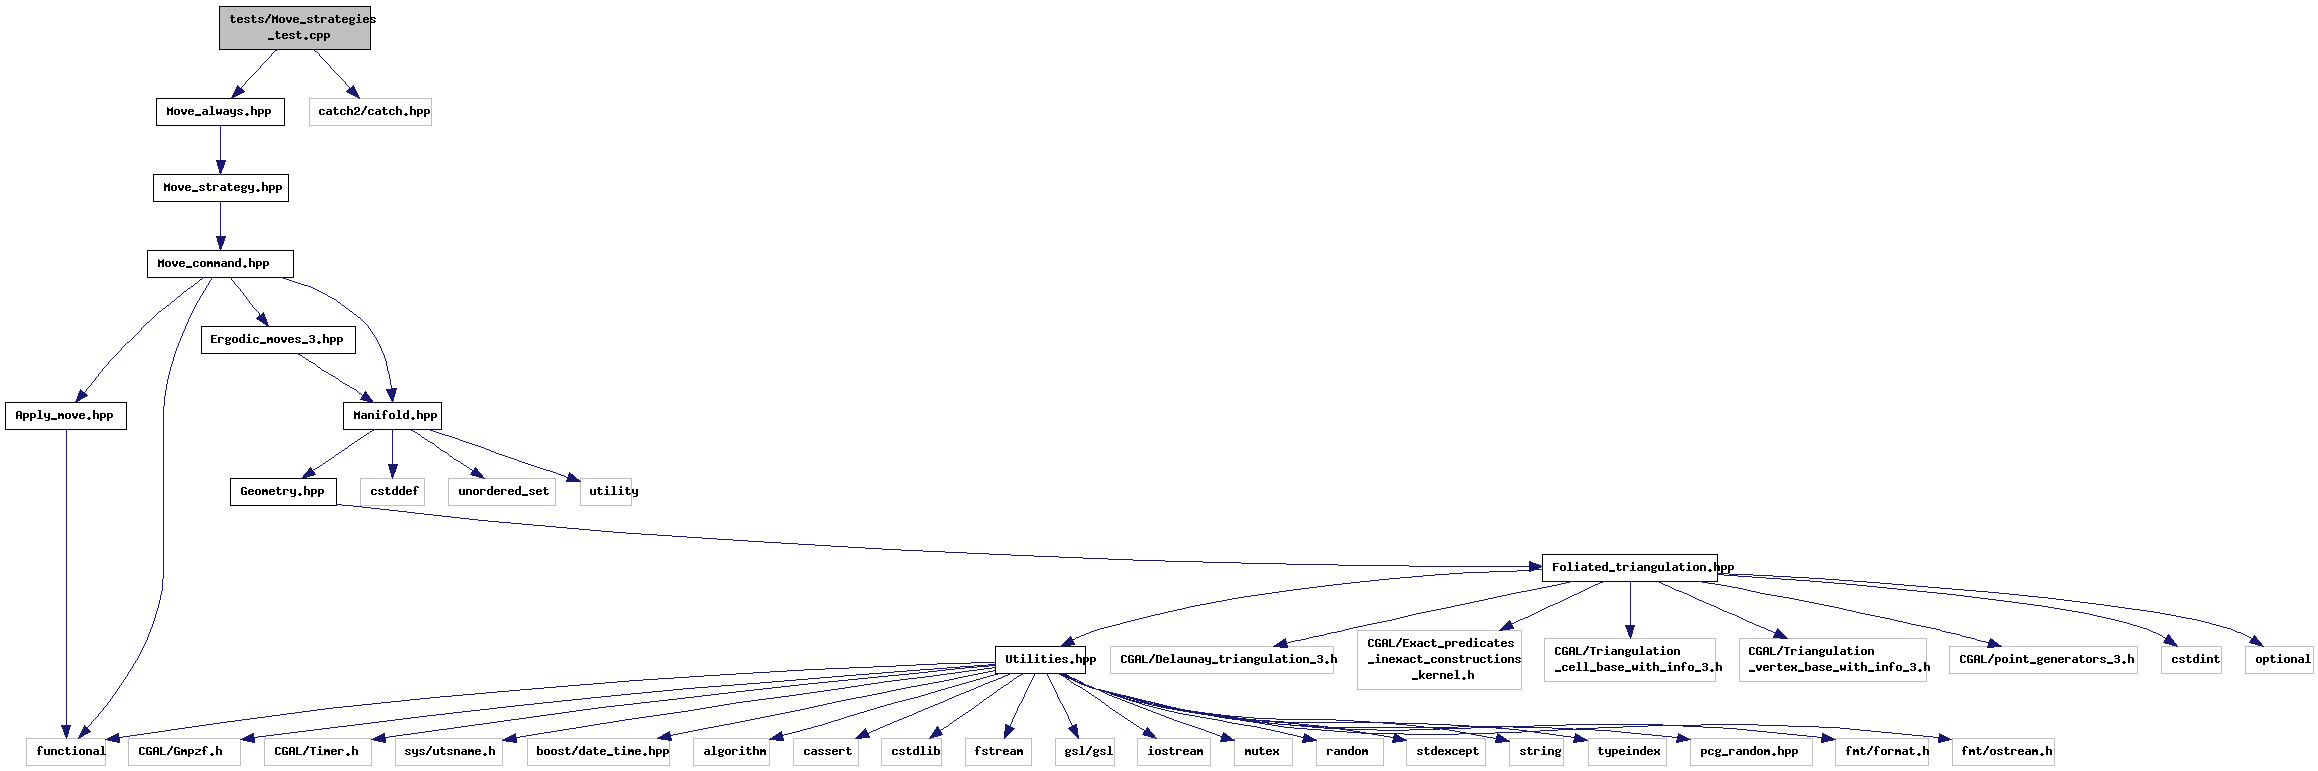 tests/Move_strategies
_test.cpp
Move_always.hpp
catch2/catch.hpp
Move_strategy.hpp
Move_command.hpp
Ergodic_moves_3.hpp
Apply_move.hpp
Manifold.hpp
Geometry.hpp
cstddef
unordered_set
utility
Foliated_triangulation.hpp
Utilities.hpp
CGAL/Delaunay_triangulation_3.h
CGAL/Exact_predicates
_inexact_constructions
_kernel.h
CGAL/Triangulation
_cell_base_with_info_3.h
CGAL/Triangulation
_vertex_base_with_info_3.h
CGAL/point_generators_3.h
cstdint
optional
functional
CGAL/Gmpzf.h
CGAL/Timer.h
sys/utsname.h
boost/date_time.hpp
algorithm
cassert
cstdlib
fstream
gsl/gsl
iostream
mutex
random
stdexcept
string
typeindex
pcg_random.hpp
fmt/format.h
fmt/ostream.h